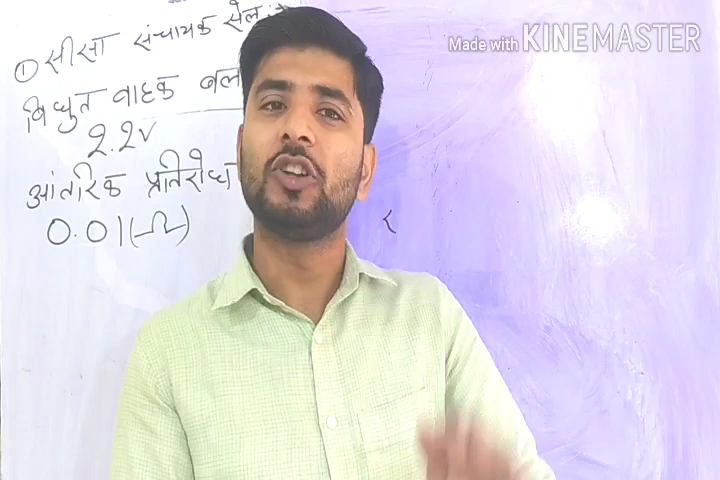 ① सीसा संचायक सेल :-
विधुत वाहक बल
2.2V
आंतरिक प्रतिरोध
0.01(Ω)
Made with KINEMASTER